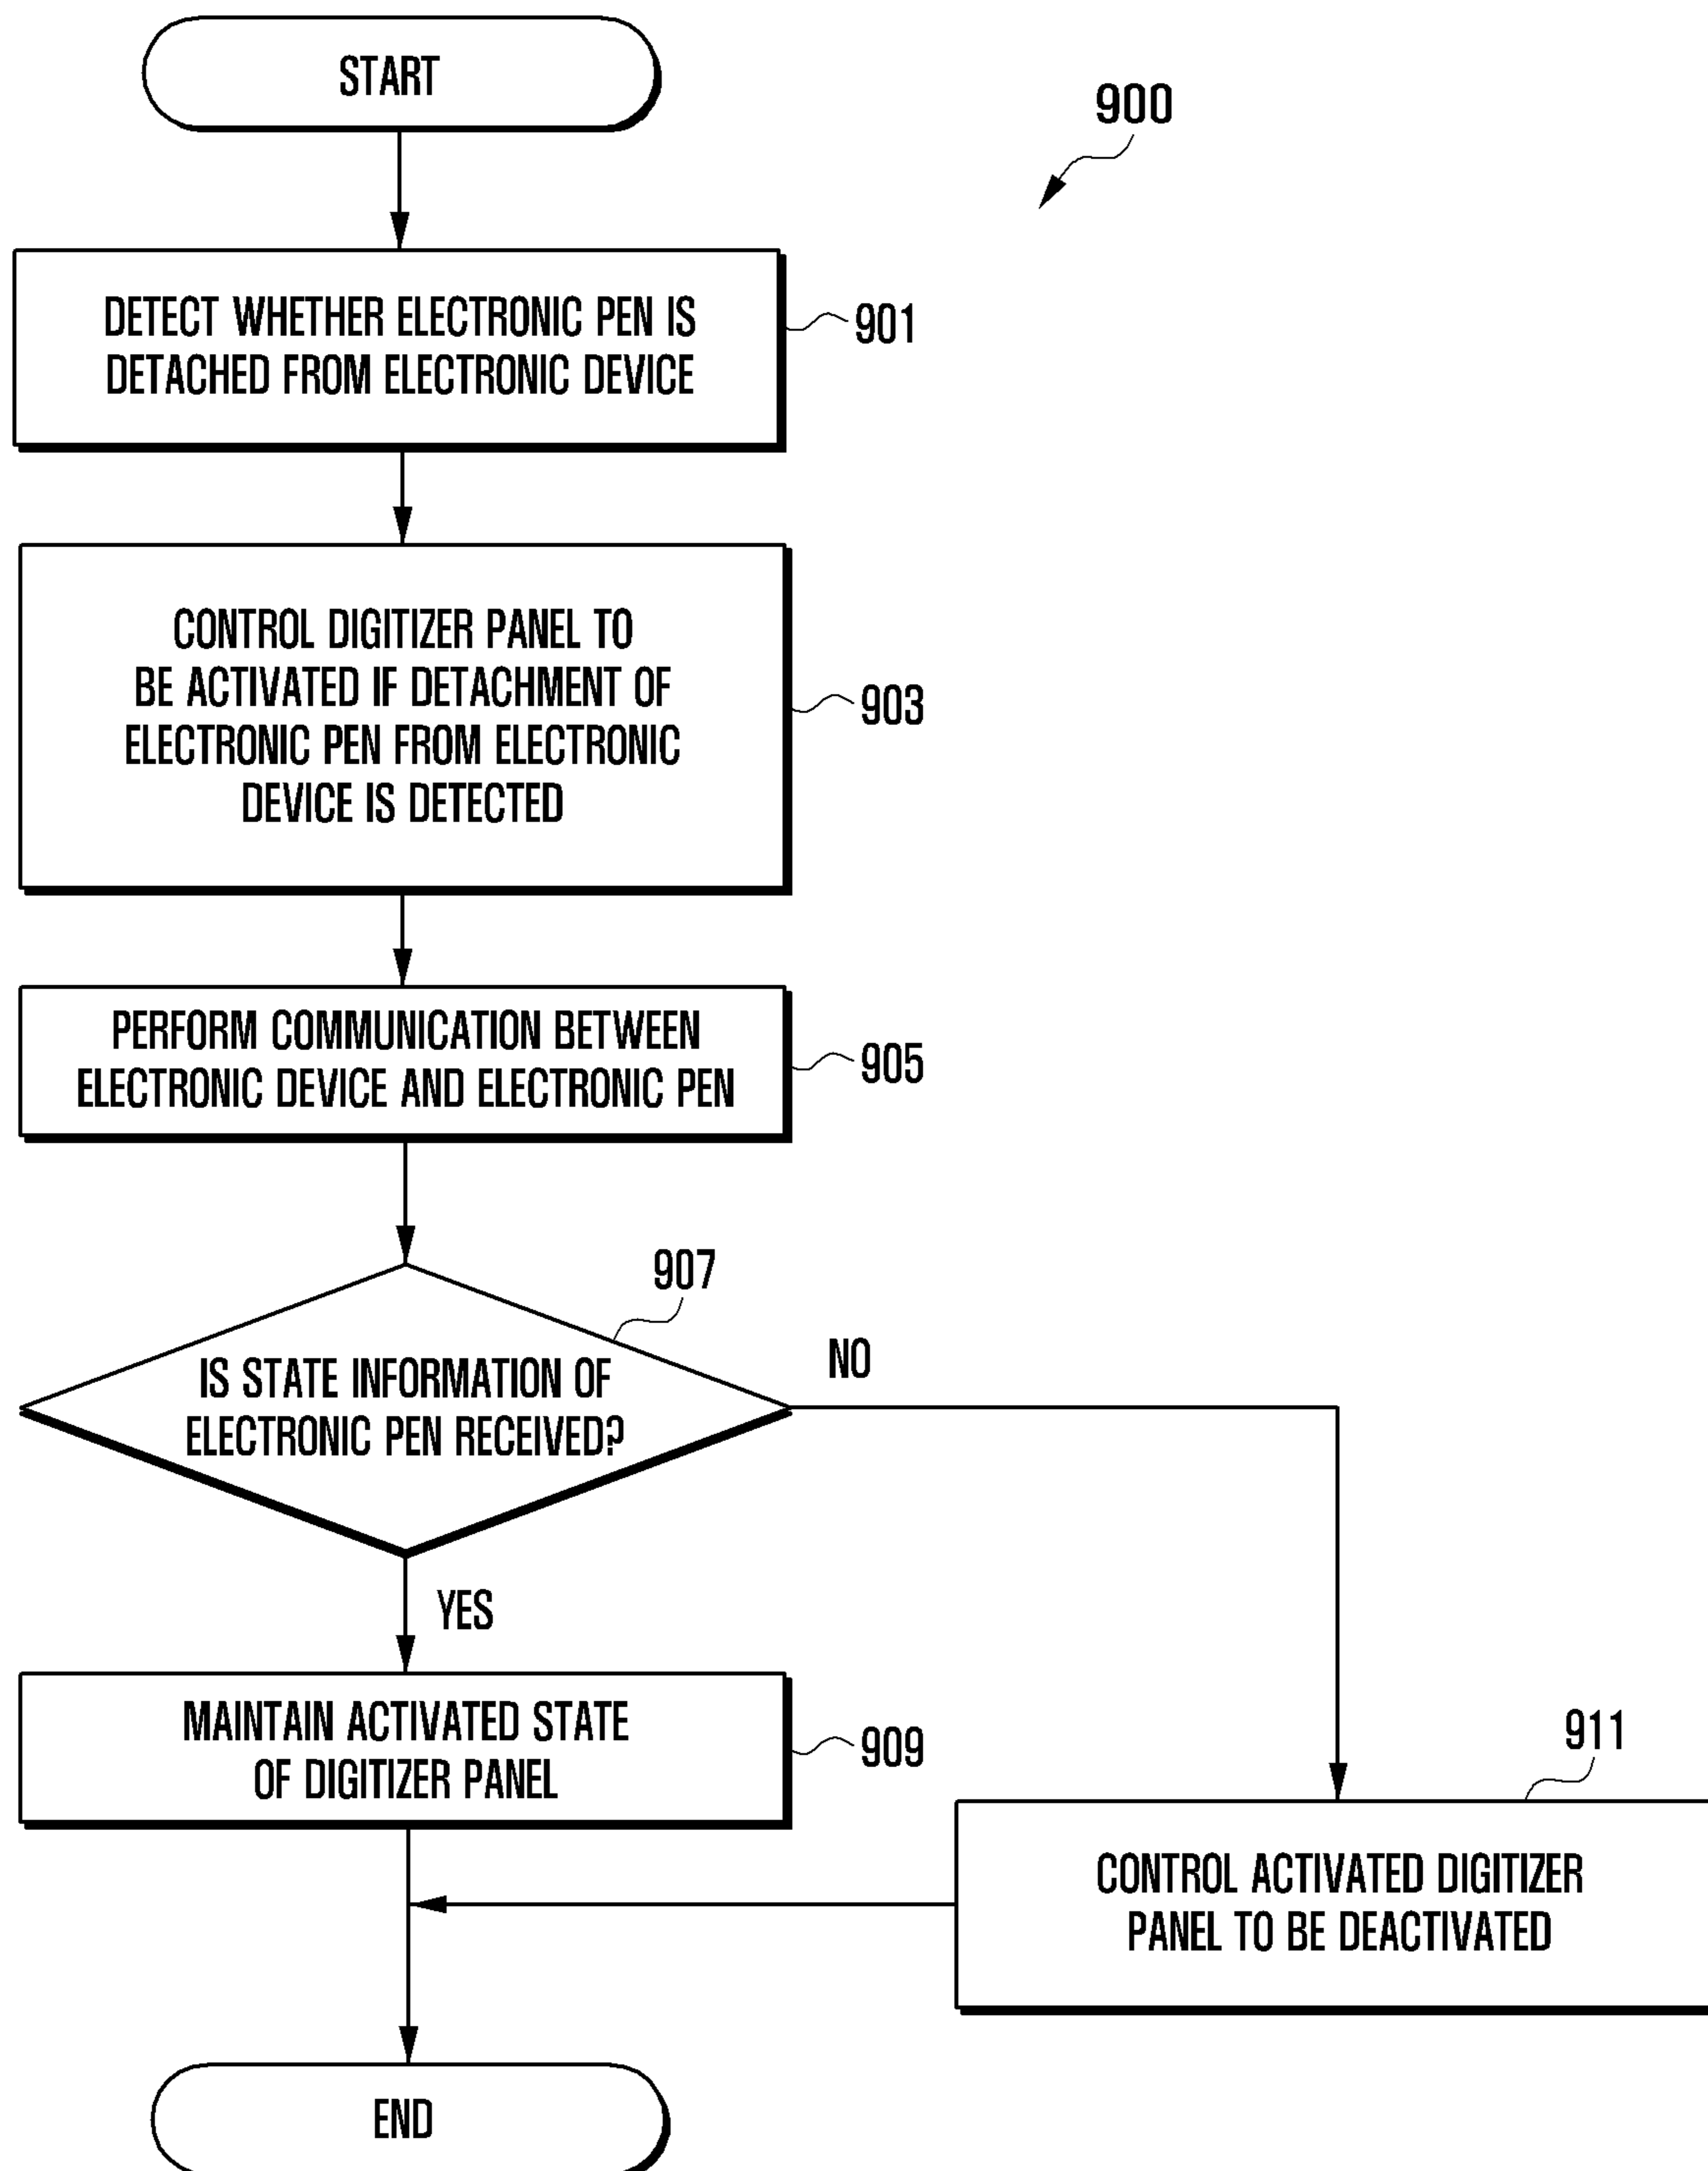 START
900
DETECT WHETHER ELECTRONIC PEN IS
DETACHED FROM ELECTRONIC DEVICE
901
CONTROL DIGITIZER PANEL TO
BE ACTIVATED IF DETACHMENT OF
ELECTRONIC PEN FROM ELECTRONIC
DEVICE IS DETECTED
903
PERFORM COMMUNICATION BETWEEN
ELECTRONIC DEVICE AND ELECTRONIC PEN
905
907
IS STATE INFORMATION OF
ELECTRONIC PEN RECEIVED?
NO
YES
MAINTAIN ACTIVATED STATE
OF DIGITIZER PANEL
909
911
CONTROL ACTIVATED DIGITIZER
PANEL TO BE DEACTIVATED
END